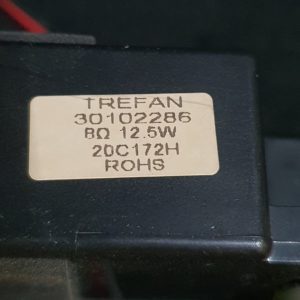 TREFAN
30102286
8Ω 12.5W
20C172H
ROHS